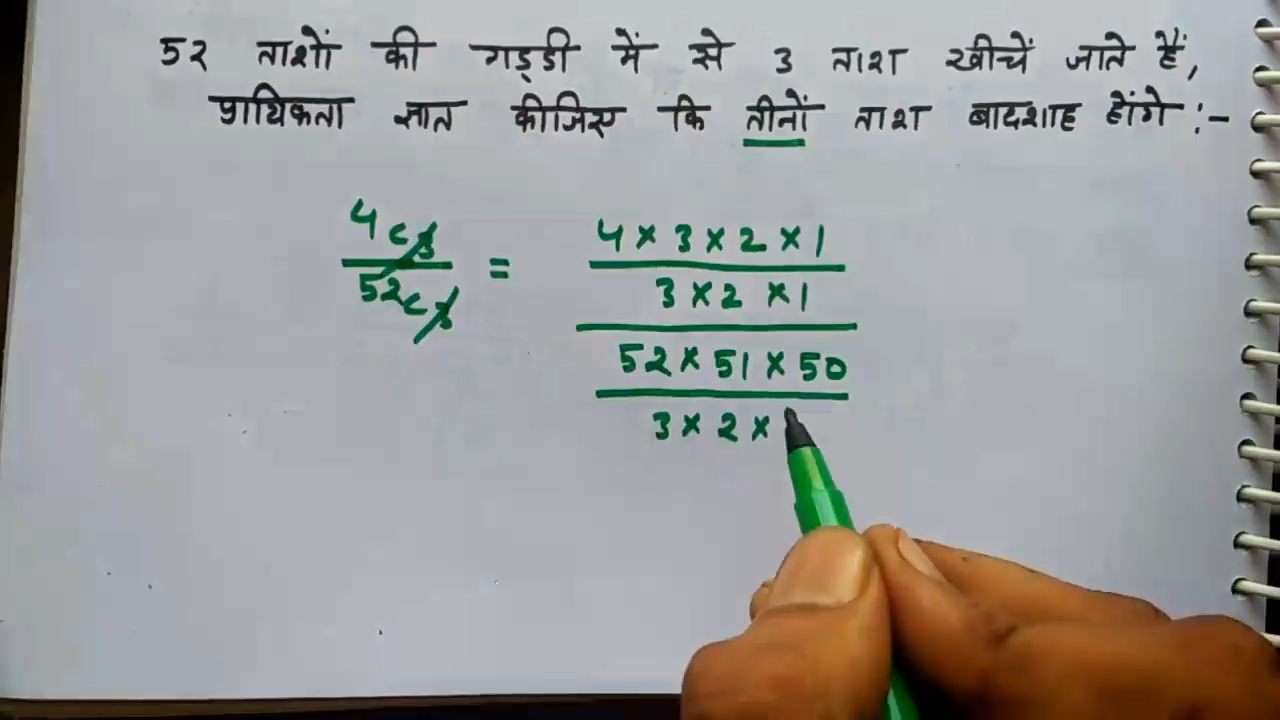 52 ताशों की गड्डी में से 3 ताश खीचें जाते हैं,
प्रायिकता ज्ञात कीजिए कि तीनों ताश बादशाह होंगे :-
4c3 = 4 × 3 × 2 × 1
52c3 3 × 2 × 1
52 × 51 × 50
3 × 2 ×